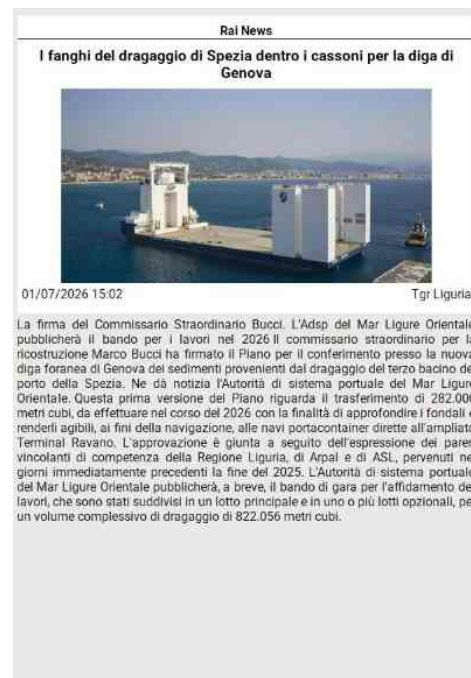 Rai News
I fanghi del dragaggio di Spezia dentro i cassoni per la diga di
Genova
01/07/2026 15:02
Tgr Liguria
La firma del Commissario Straordinario Bucci. L'Adsp del Mar Ligure Orientale
pubblicherà il bando per i lavori nel 2026 Il commissario straordinario per la
ricostruzione Marco Bucci ha firmato il Piano per il conferimento presso la nuova
diga foranea di Genova dei sedimenti provenienti dal dragaggio del terzo bacino del
porto della Spezia. Ne dà notizia l'Autorità di sistema portuale del Mar Ligure
Orientale. Questa prima versione del Piano riguarda il trasferimento di 282.000
metri cubi, da effettuare nel corso del 2026 con la finalità di approfondire i fondali e
renderli agibili, ai fini della navigazione, alle navi portacontainer dirette all'ampliato
Terminal Ravano. L'approvazione è giunta a seguito dell'espressione dei pareri
vincolanti di competenza della Regione Liguria, di Arpal e di ASL, pervenuti nei
giorni immediatamente precedenti la fine del 2025. L'Autorità di sistema portuale
del Mar Ligure Orientale pubblicherà, a breve, il bando di gara per l'affidamento dei
lavori, che sono stati suddivisi in un lotto principale e in uno o più lotti opzionali, per
un volume complessivo di dragaggio di 822.056 metri cubi.